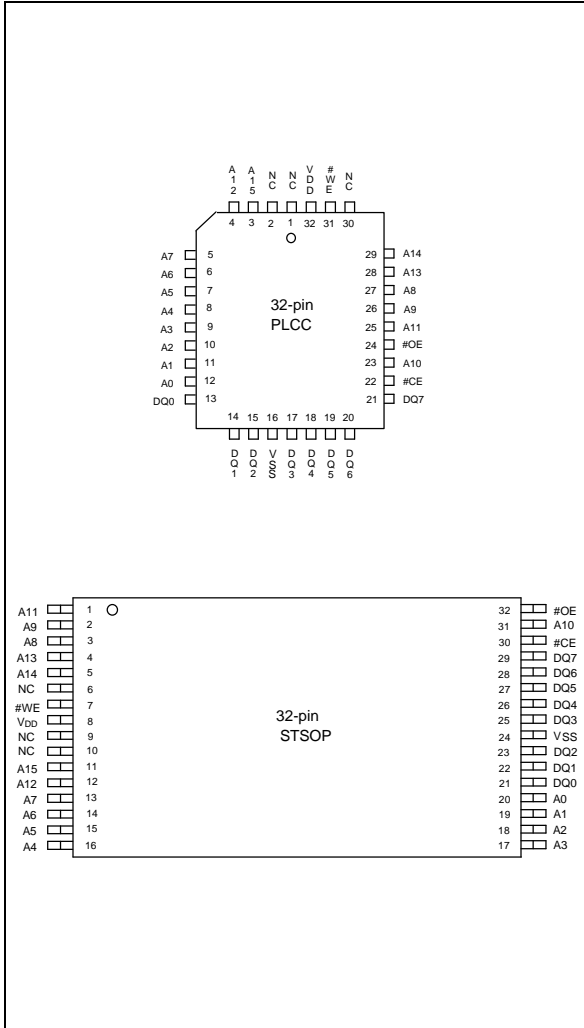 A12 A15 NC NC VDD #WE NC
4 3 2 1 32 31 30
A7 5 29 A14
A6 6 28 A13
A5 7 27 A8
A4 8 26 A9
A3 9 25 A11
A2 10 24 #OE
A1 11 23 A10
A0 12 22 #CE
DQ0 13 21 DQ7
32-pin
PLCC
14 15 16 17 18 19 20
DQ1 DQ2 VSS DQ3 DQ4 DQ5 DQ6
A11 1 32 #OE
A9 2 31 A10
A8 3 30 #CE
A13 4 29 DQ7
A14 5 28 DQ6
NC 6 27 DQ5
#WE 7 26 DQ4
VDD 8 25 DQ3
NC 9 24 VSS
NC 10 23 DQ2
A15 11 22 DQ1
A12 12 21 DQ0
A7 13 20 A0
A6 14 19 A1
A5 15 18 A2
A4 16 17 A3
32-pin
STSOP